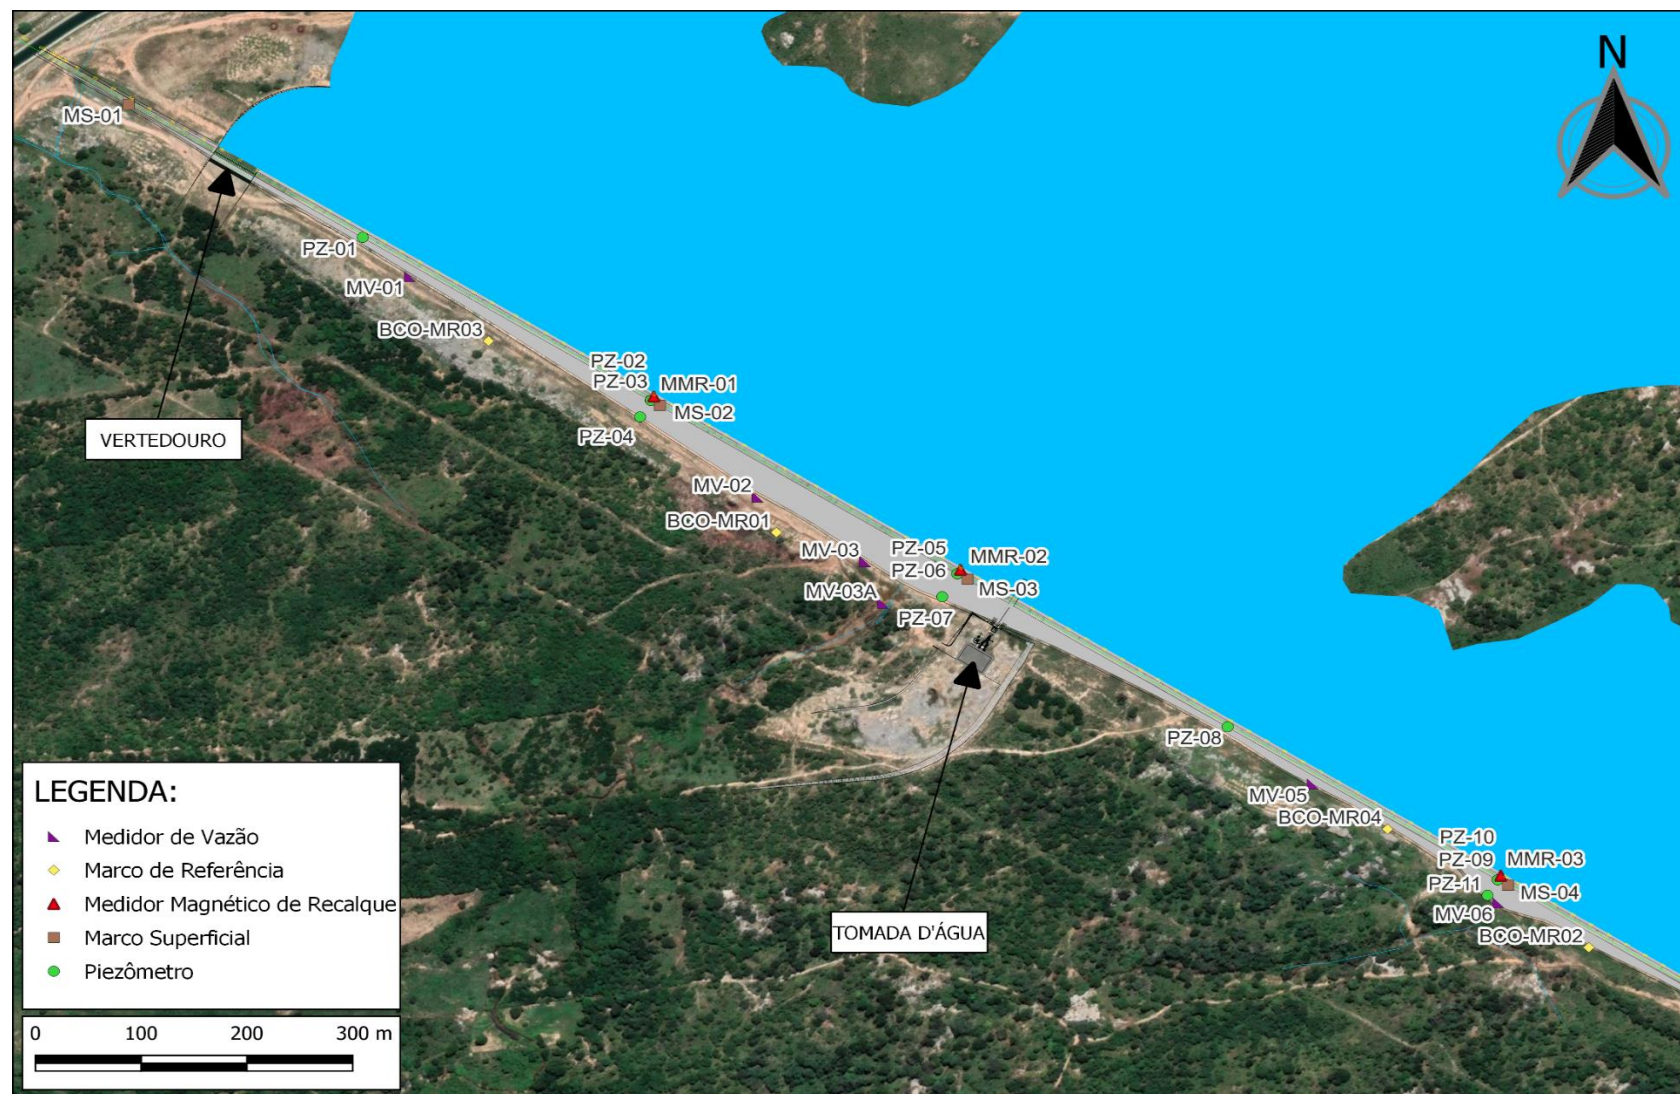 N
MS-01
PZ-01
MV-01
BCO-MR03
PZ-02
PZ-03
MMR-01
MS-02
PZ-04
VERTEDOURO
MV-02
BCO-MR01
MV-03
PZ-05
MMR-02
PZ-06
MV-03A
MS-03
PZ-07
PZ-08
MV-05
BCO-MR04
PZ-10
PZ-09
MMR-03
PZ-11
MS-04
MV-06
BCO-MR02
TOMADA D'ÁGUA
LEGENDA:
Medidor de Vazão
Marco de Referência
Medidor Magnético de Recalque
Marco Superficial
Piezômetro
0 100 200 300 m